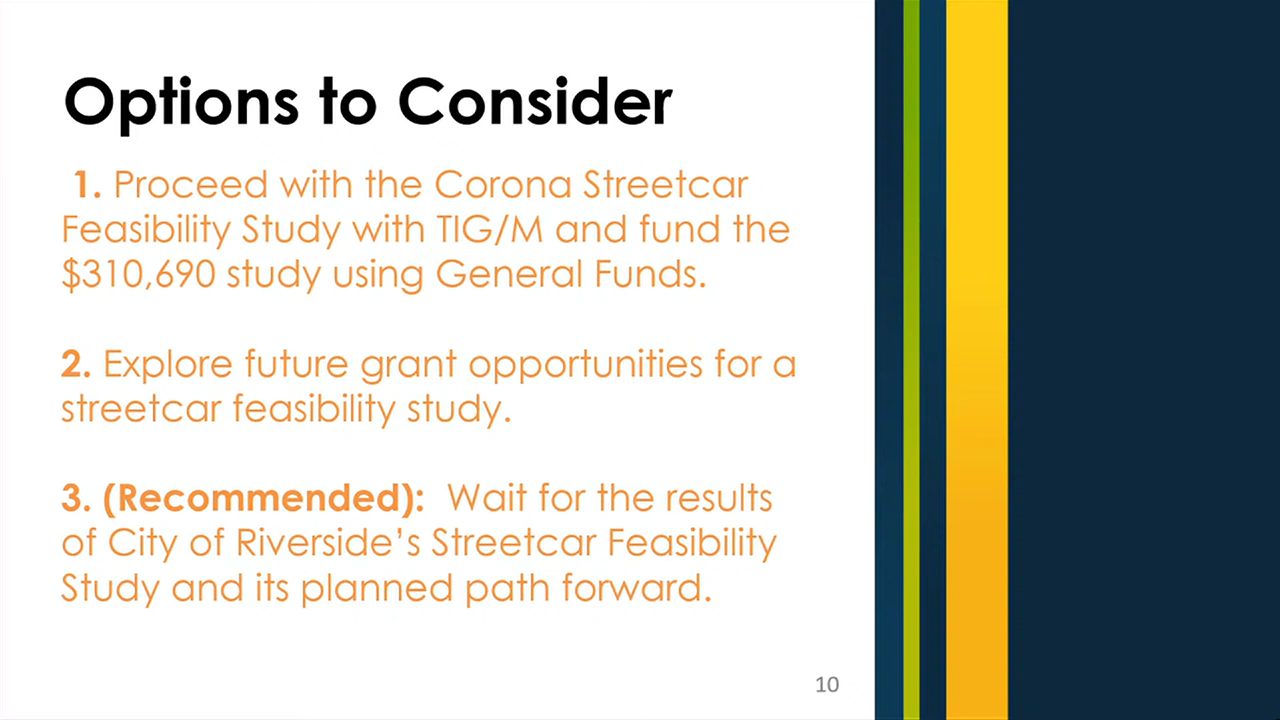 Options to Consider
1. Proceed with the Corona Streetcar
Feasibility Study with TIG/M and fund the
$310,690 study using General Funds.
2. Explore future grant opportunities for a
streetcar feasibility study.
3. (Recommended): Wait for the results
of City of Riverside’s Streetcar Feasibility
Study and its planned path forward.
10